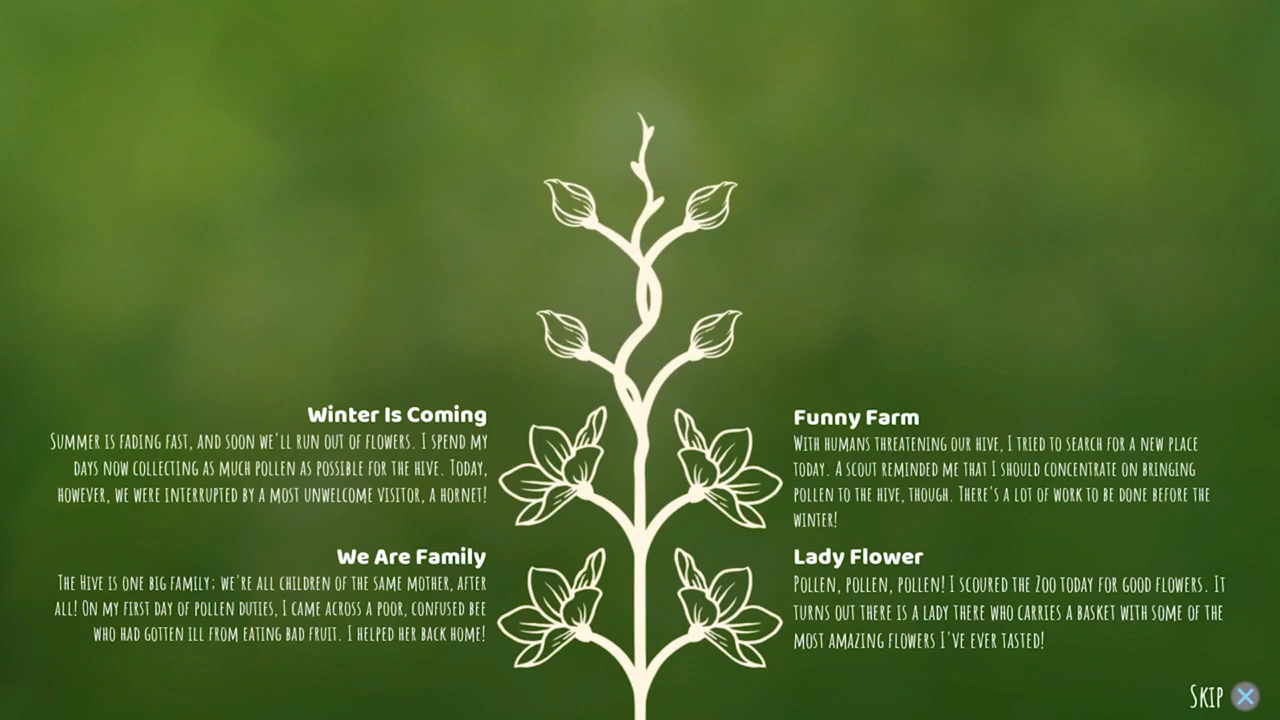 Winter Is Coming
Summer is fading fast, and soon we'll run out of flowers. I spend my
days now collecting as much pollen as possible for the hive. Today,
however, we were interrupted by a most unwelcome visitor, a hornet!
Funny Farm
With humans threatening our hive, I tried to search for a new place
today. A scout reminded me that I should concentrate on bringing
pollen to the hive, though. There's a lot of work to be done before the
winter!
We Are Family
The Hive is one big family; we're all children of the same mother, after
all! On my first day of pollen duties, I came across a poor, confused bee
who had gotten ill from eating bad fruit. I helped her back home!
Lady Flower
Pollen, pollen, pollen! I scoured the Zoo today for good flowers. It
turns out there is a lady there who carries a basket with some of the
most amazing flowers I've ever tasted!
Skip